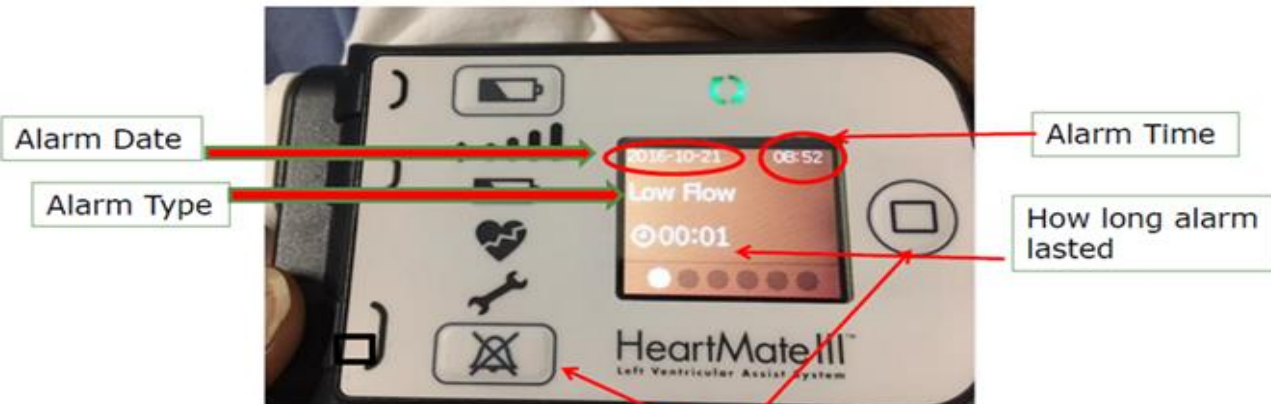 Alarm Date
Alarm Type
2016-10-21 08:52
Low Flow
00:01
HeartMate III™
Left Ventricular Assist System
Alarm Time
How long alarm
lasted